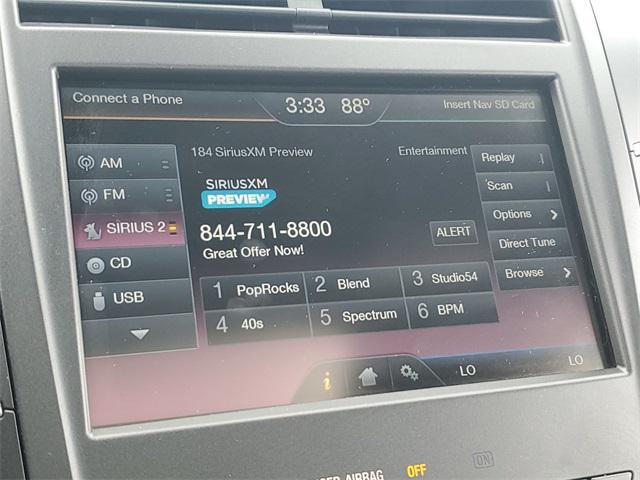 Connect a Phone
3:33 88°
Insert Nav SD Card
184 SiriusXM Preview
Entertainment
AM
FM
SIRIUS 2
CD
USB
SIRIUSXM
PREVIEW
844-711-8800
Great Offer Now!
ALERT
Replay
Scan
Options
Direct Tune
Browse
1 PopRocks
2 Blend
3 Studio54
4 40s
5 Spectrum
6 BPM
i
LO
LO
AIRBAG
OFF
ON